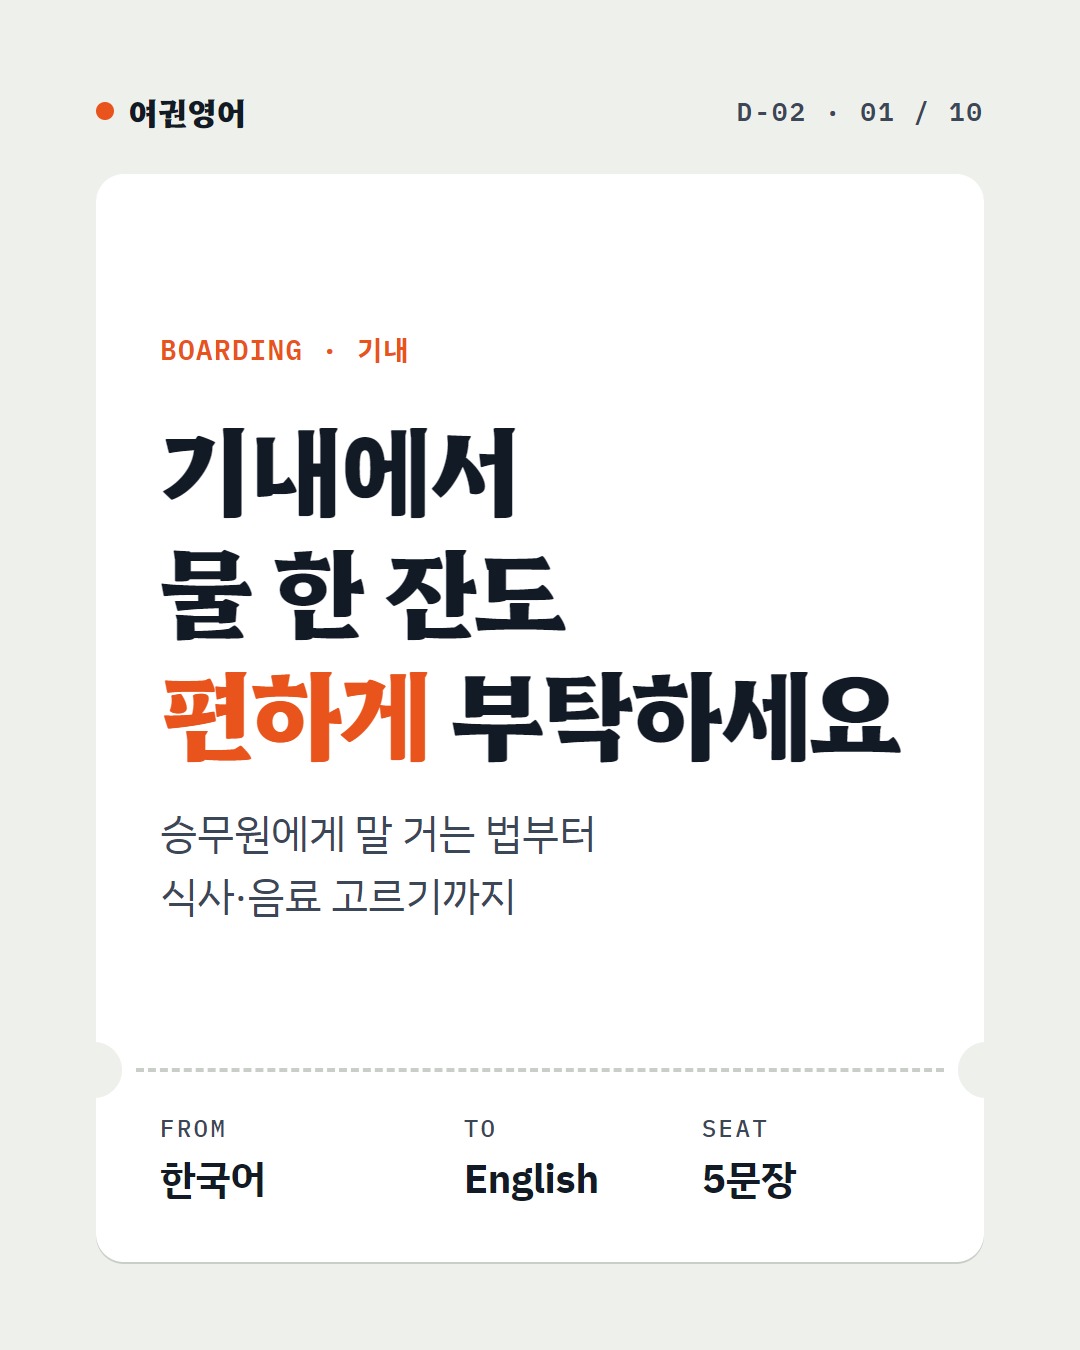 여권영어
D-02 · 01 / 10
BOARDING · 기내
기내에서
물 한 잔도
편하게 부탁하세요
승무원에게 말 거는 법부터
식사·음료 고르기까지
FROM TO SEAT
한국어 English 5문장